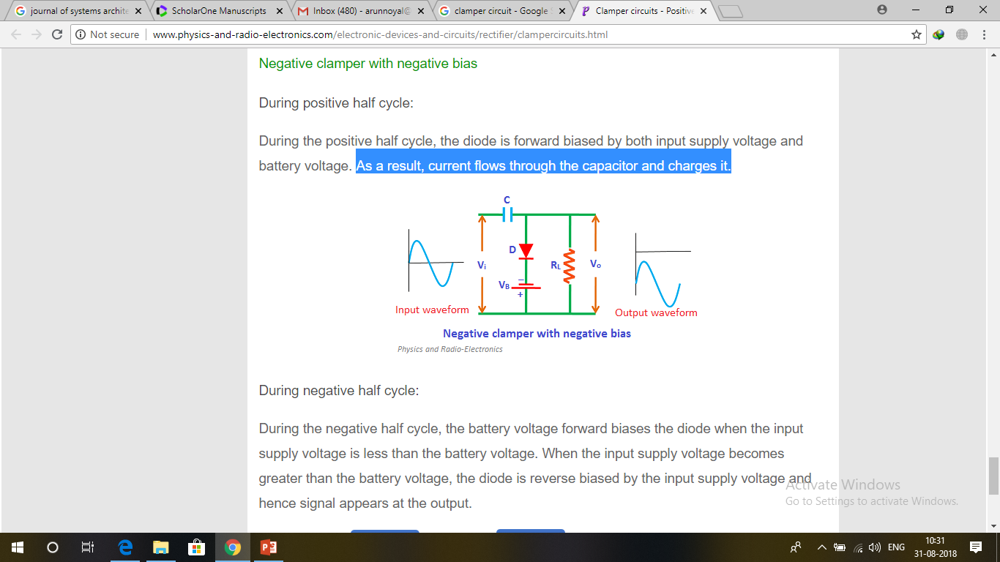 journal of systems archite
ScholarOne Manuscripts
Inbox (480) - arunnoyal@
clamper circuit - Google
Clamper circuits - Positive
Not secure
www.physics-and-radio-electronics.com/electronic-devices-and-circuits/rectifier/clampercircuits.html
Negative clamper with negative bias
During positive half cycle:
During the positive half cycle, the diode is forward biased by both input supply voltage and
battery voltage. As a result, current flows through the capacitor and charges it.
C
D
Vi
RL
Vo
VB
−
+
Input waveform
Output waveform
Negative clamper with negative bias
Physics and Radio-Electronics
During negative half cycle:
During the negative half cycle, the battery voltage forward biases the diode when the input
supply voltage is less than the battery voltage. When the input supply voltage becomes
greater than the battery voltage, the diode is reverse biased by the input supply voltage and
hence signal appears at the output.
Activate Windows
Go to Settings to activate Windows.
ENG
10:31
31-08-2018